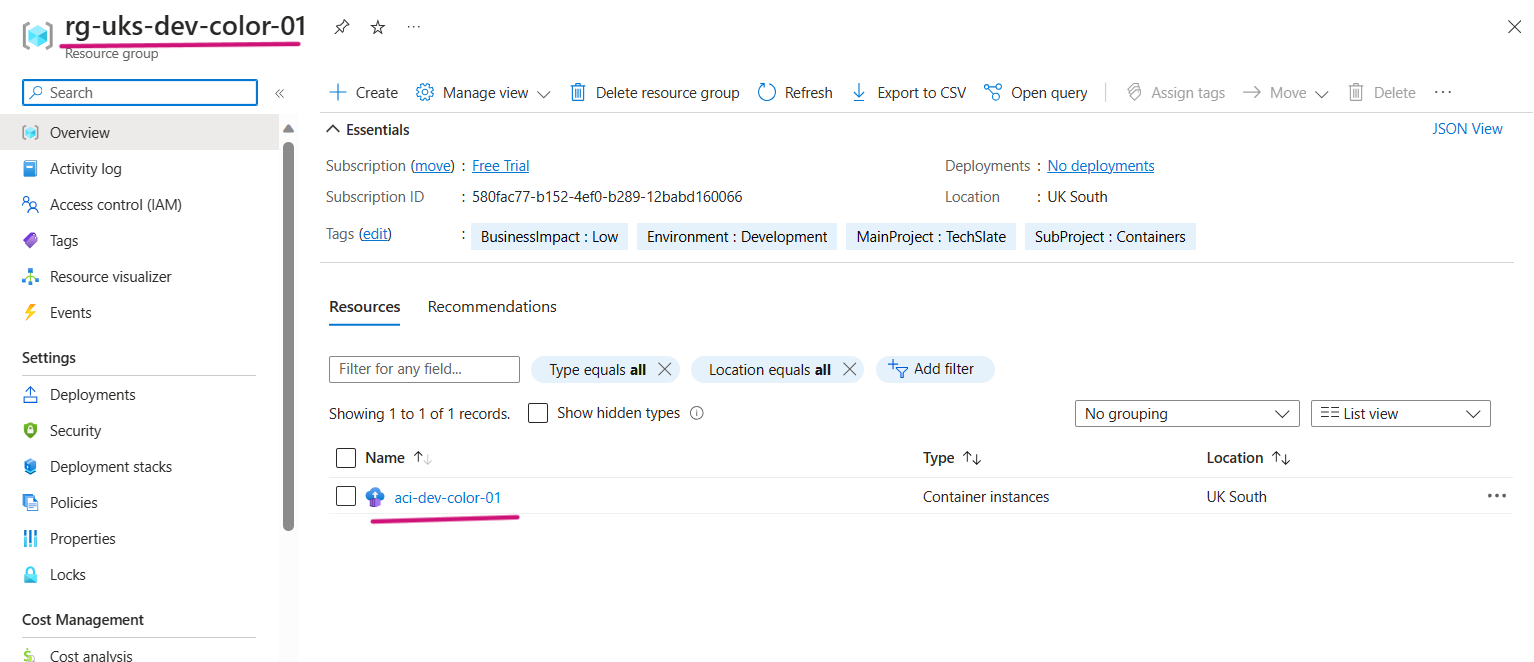 rg-uks-dev-color-01
Resource group
Search
Create Manage view Delete resource group Refresh Export to CSV Open query Assign tags Move Delete
Overview
Activity log
Access control (IAM)
Tags
Resource visualizer
Events
Settings
Deployments
Security
Deployment stacks
Policies
Properties
Locks
Cost Management
Cost analysis
Essentials
JSON View
Subscription (move) : Free Trial
Subscription ID : 580fac77-b152-4ef0-b289-12babd160066
Deployments : No deployments
Location : UK South
Tags (edit) : BusinessImpact : Low Environment : Development MainProject : TechSlate SubProject : Containers
Resources Recommendations
Filter for any field... Type equals all Location equals all Add filter
Showing 1 to 1 of 1 records. Show hidden types No grouping List view
Name Type Location
aci-dev-color-01 Container instances UK South